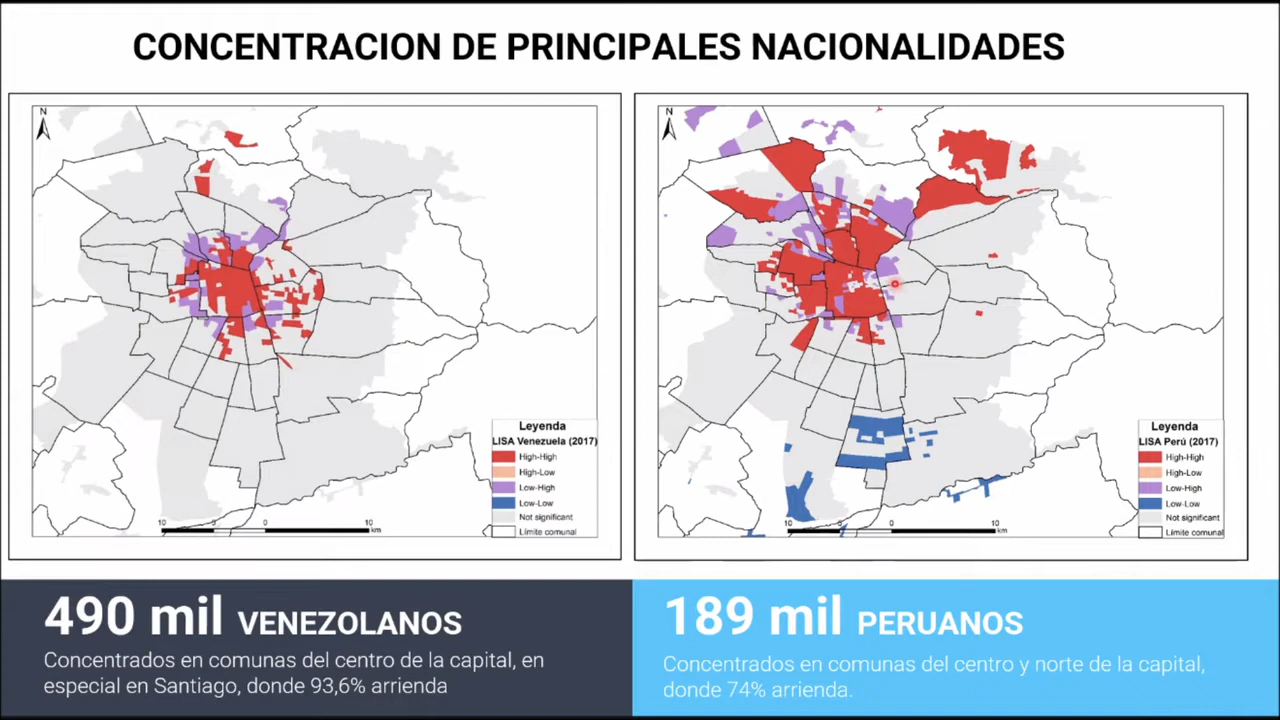 CONCENTRACION DE PRINCIPALES NACIONALIDADES
N
Leyenda
LISA Venezuela (2017)
High-High
High-Low
Low-High
Low-Low
Not significant
Límite comunal
10 5 0 10 km
N
Leyenda
LISA Perú (2017)
High-High
High-Low
Low-High
Low-Low
Not significant
Límite comunal
10 5 0 10 km
490 mil VENEZOLANOS
Concentrados en comunas del centro de la capital, en
especial en Santiago, donde 93,6% arrienda
189 mil PERUANOS
Concentrados en comunas del centro y norte de la capital,
donde 74% arrienda.